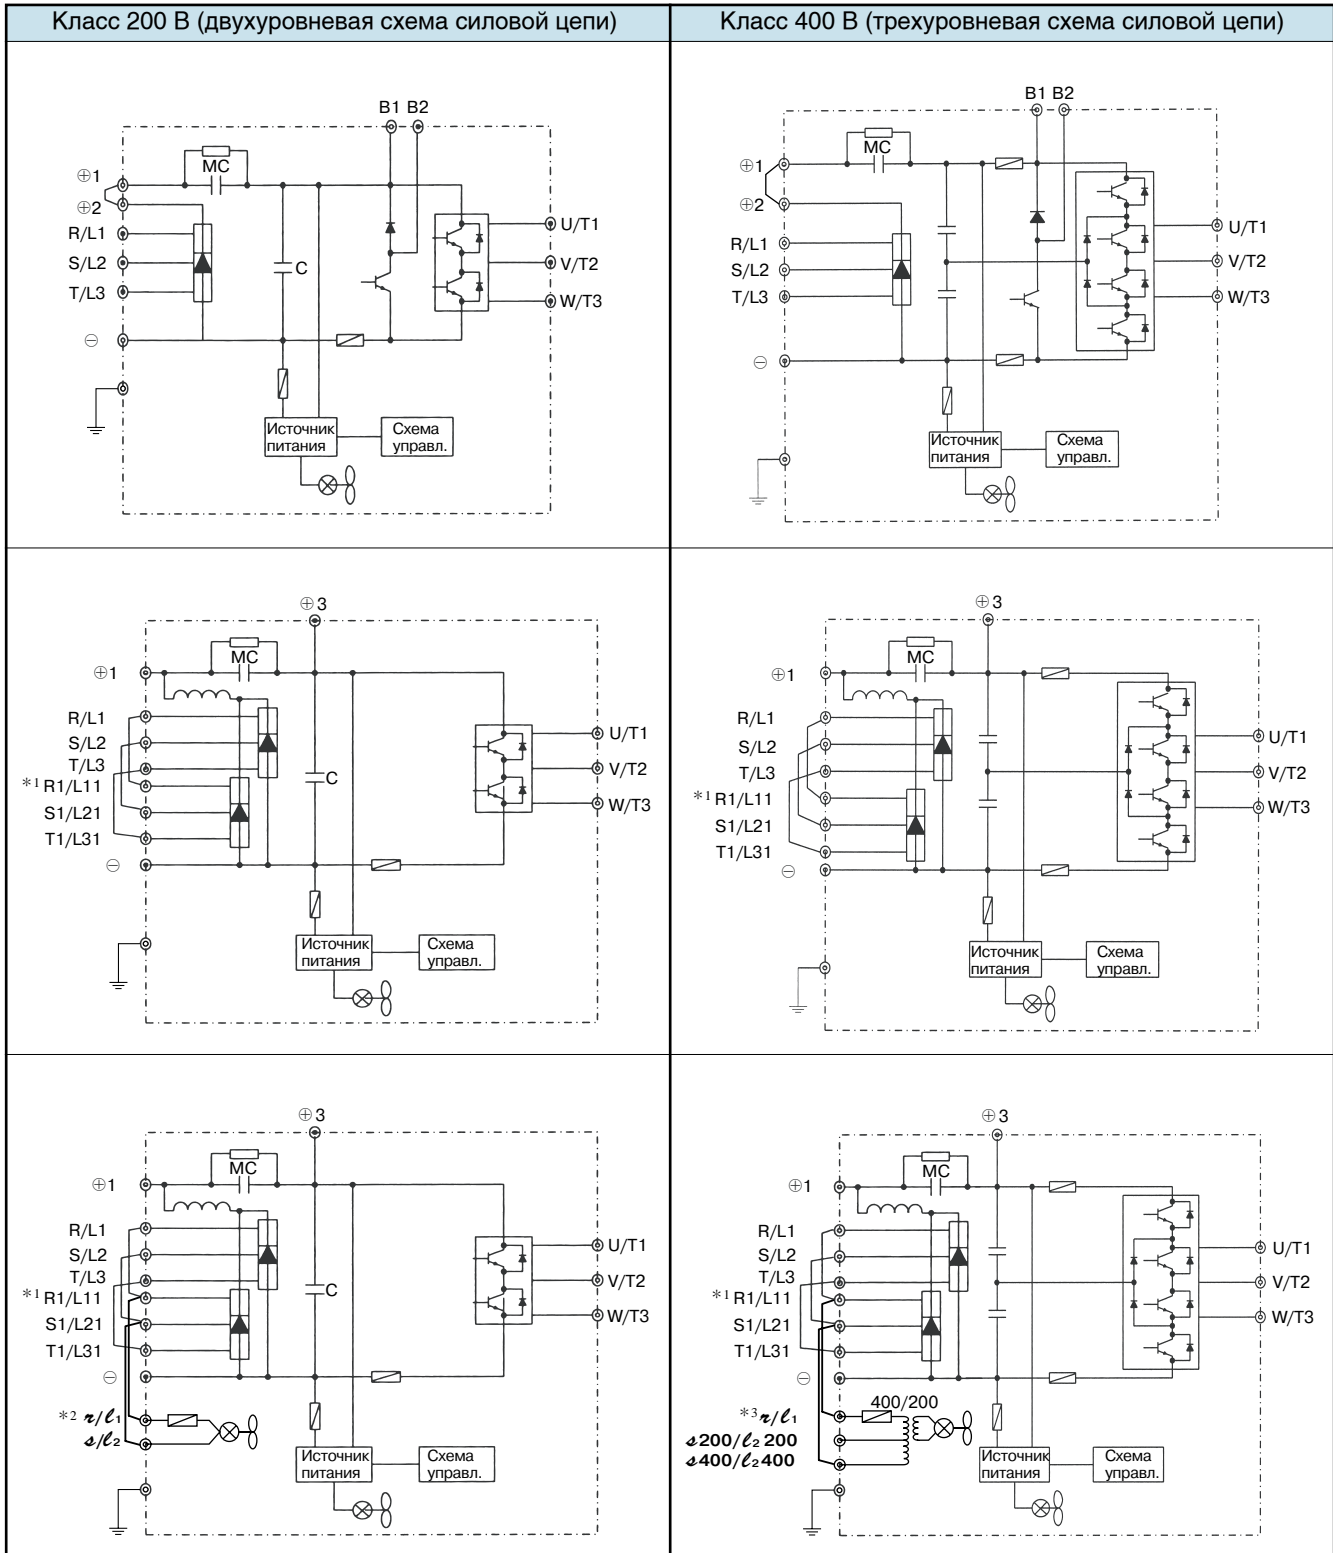 Класс 200 В (двухуровневая схема силовой цепи)
Класс 400 В (трехуровневая схема силовой цепи)
B1 B2
MC
⊕1
⊕2
R/L1
S/L2
T/L3
⊖
C
U/T1
V/T2
W/T3
Источник
питания
Схема
управл.
B1 B2
MC
⊕1
⊕2
R/L1
S/L2
T/L3
⊖
U/T1
V/T2
W/T3
Источник
питания
Схема
управл.
⊕3
MC
⊕1
R/L1
S/L2
T/L3
*1 R1/L11
S1/L21
T1/L31
⊖
C
U/T1
V/T2
W/T3
Источник
питания
Схема
управл.
⊕3
MC
⊕1
R/L1
S/L2
T/L3
*1 R1/L11
S1/L21
T1/L31
⊖
U/T1
V/T2
W/T3
Источник
питания
Схема
управл.
⊕3
MC
⊕1
R/L1
S/L2
T/L3
*1 R1/L11
S1/L21
T1/L31
⊖
*2 r/ℓ1
s/ℓ2
C
U/T1
V/T2
W/T3
Источник
питания
Схема
управл.
⊕3
MC
⊕1
R/L1
S/L2
T/L3
*1 R1/L11
S1/L21
T1/L31
⊖
400/200
*3 r/ℓ1
s200/ℓ2 200
s400/ℓ2 400
U/T1
V/T2
W/T3
Источник
питания
Схема
управл.